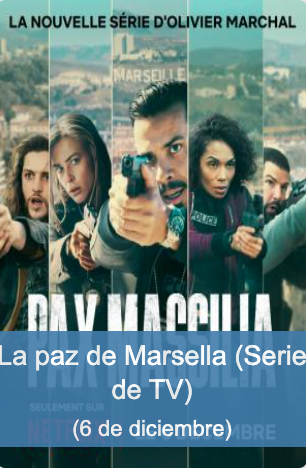 LA NOUVELLE SÉRIE D'OLIVIER MARCHAL
MARSEILLE
POLICE
PAX MASSILIA
La paz de Marsella (Serie
de TV)
(6 de diciembre)
SEULEMENT SUR